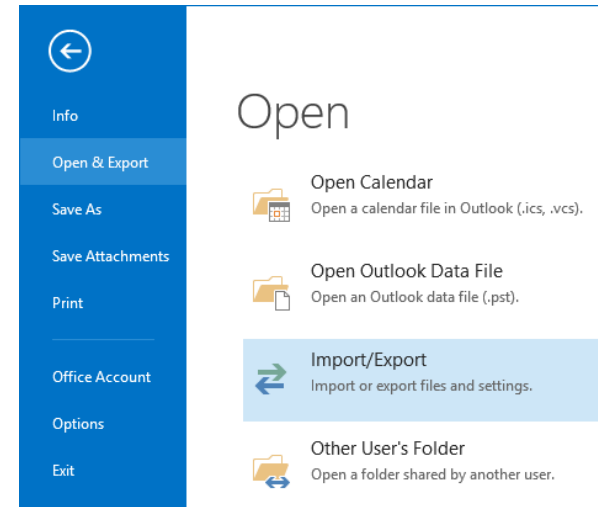 Info
Open & Export
Save As
Save Attachments
Print
Office Account
Options
Exit
Open
Open Calendar
Open a calendar file in Outlook (.ics, .vcs).
Open Outlook Data File
Open an Outlook data file (.pst).
Import/Export
Import or export files and settings.
Other User's Folder
Open a folder shared by another user.